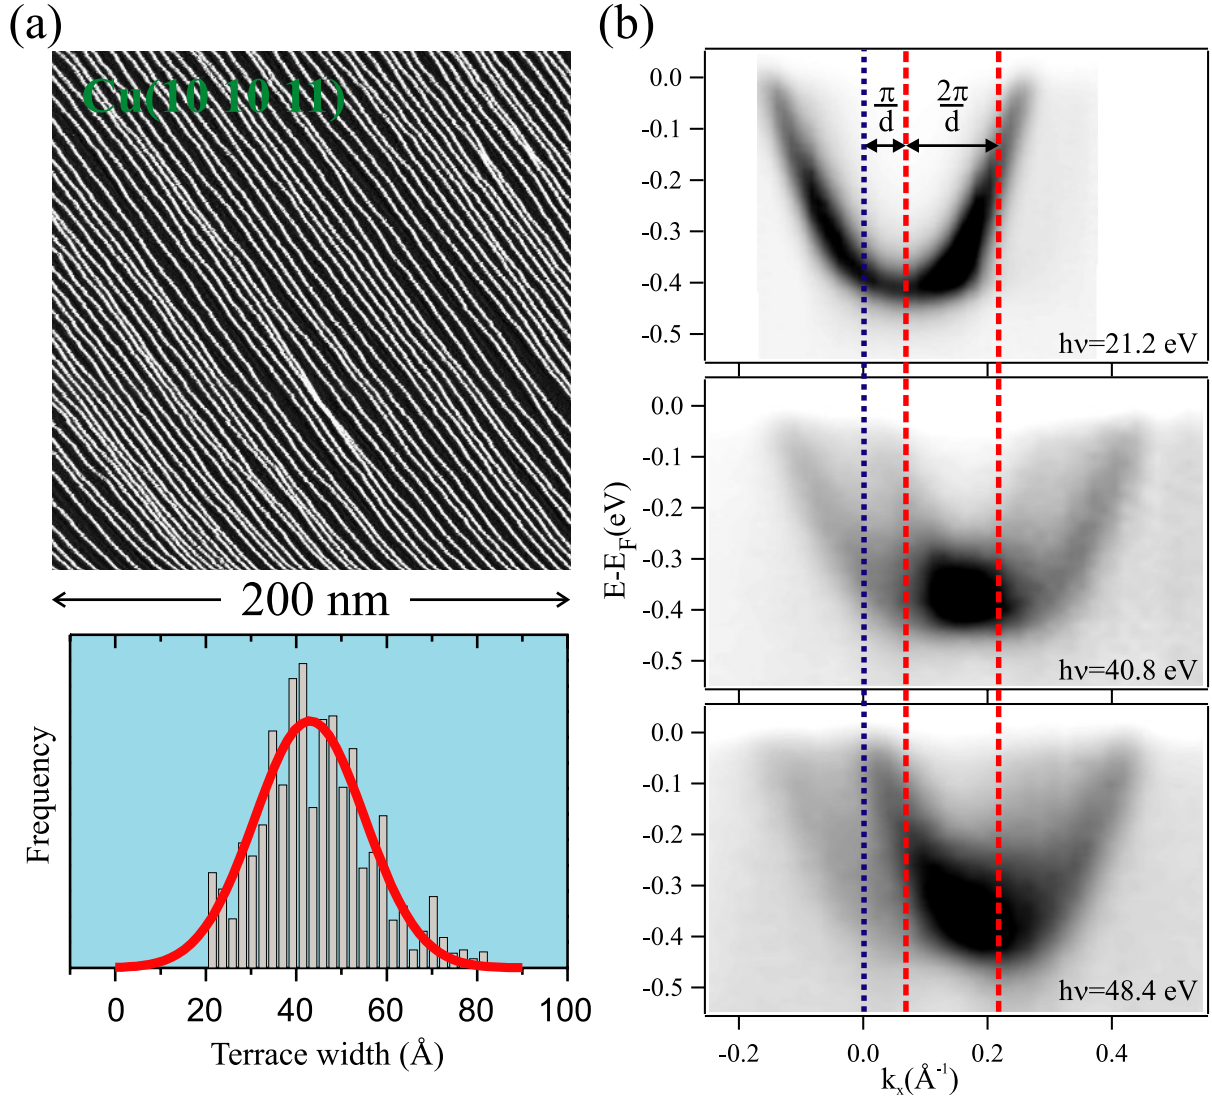 (a)
Cu(10 10 11)
200 nm
Frequency
0 20 40 60 80 100
Terrace width (Å)
(b)
0.0
-0.1
-0.2
-0.3
-0.4
-0.5
π/d
2π/d
hν=21.2 eV
0.0
-0.1
-0.2
-0.3
-0.4
-0.5
hν=40.8 eV
E-E_F(eV)
0.0
-0.1
-0.2
-0.3
-0.4
-0.5
hν=48.4 eV
-0.2 0.0 0.2 0.4
kₓ(Å⁻¹)